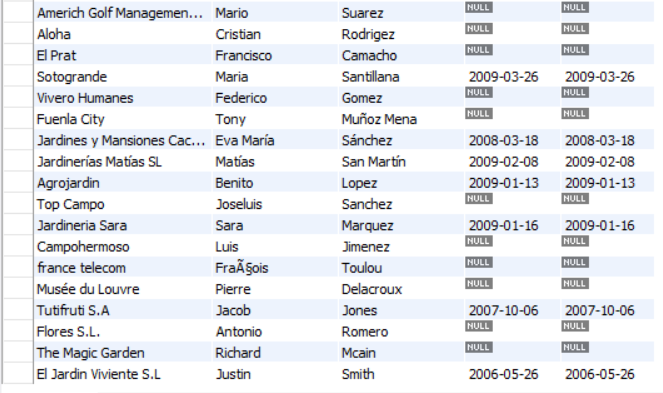 Americh Golf Managemen... Mario Suarez NULL NULL
Aloha Cristian Rodrigez NULL NULL
El Prat Francisco Camacho NULL NULL
Sotogrande Maria Santillana 2009-03-26 2009-03-26
Vivero Humanes Federico Gomez NULL NULL
Fuenla City Tony Muñoz Mena NULL NULL
Jardines y Mansiones Cac... Eva María Sánchez 2008-03-18 2008-03-18
Jardinerías Matías SL Matías San Martín 2009-02-08 2009-02-08
Agrojardin Benito Lopez 2009-01-13 2009-01-13
Top Campo Joseluis Sanchez NULL NULL
Jardineria Sara Sara Marquez 2009-01-16 2009-01-16
Campohermoso Luis Jimenez NULL NULL
france telecom FraÃ§ois Toulou NULL NULL
Musée du Louvre Pierre Delacroux NULL NULL
Tutifruti S.A Jacob Jones 2007-10-06 2007-10-06
Flores S.L. Antonio Romero NULL NULL
The Magic Garden Richard Mcain NULL NULL
El Jardin Viviente S.L Justin Smith 2006-05-26 2006-05-26